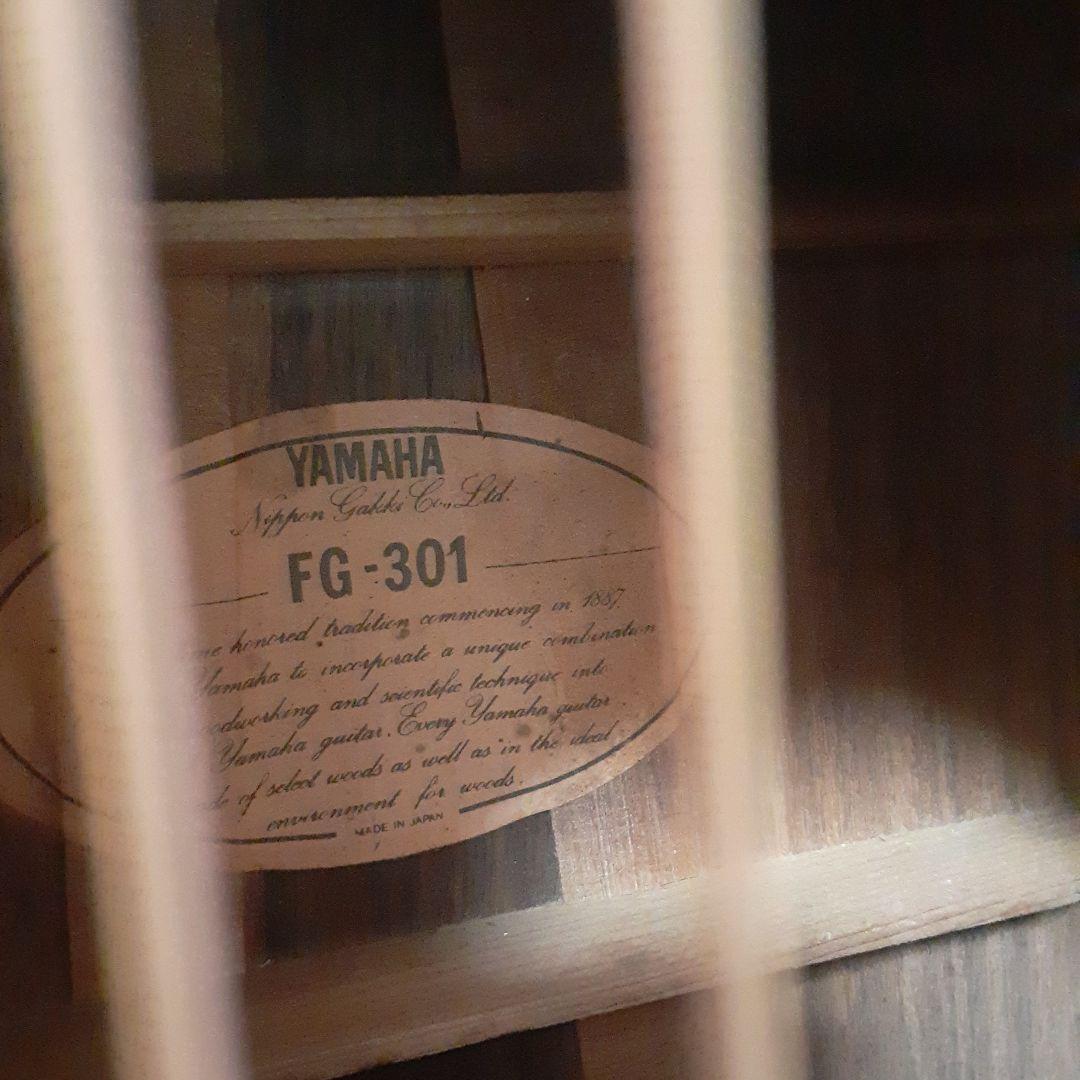 YAMAHA
Nippon Gakki Co., Ltd.
FG-301
honored tradition commencing in 1887,
Yamaha to incorporate a unique combination
and scientific technique into
Yamaha guitar. Every Yamaha guitar
of select woods as well as in the ideal
environment for woods.
MADE IN JAPAN